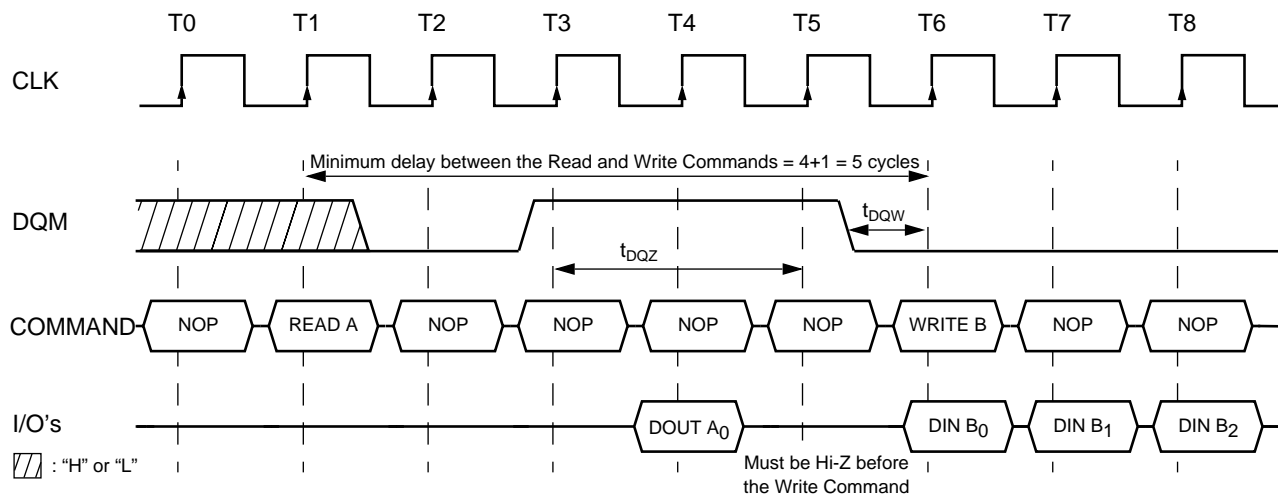 T0 T1 T2 T3 T4 T5 T6 T7 T8
CLK
Minimum delay between the Read and Write Commands = 4+1 = 5 cycles
DQM
tDQW
tDQZ
COMMAND NOP READ A NOP NOP NOP NOP WRITE B NOP NOP
I/O's DOUT A0 DIN B0 DIN B1 DIN B2
: “H” or “L”
Must be Hi-Z before
the Write Command